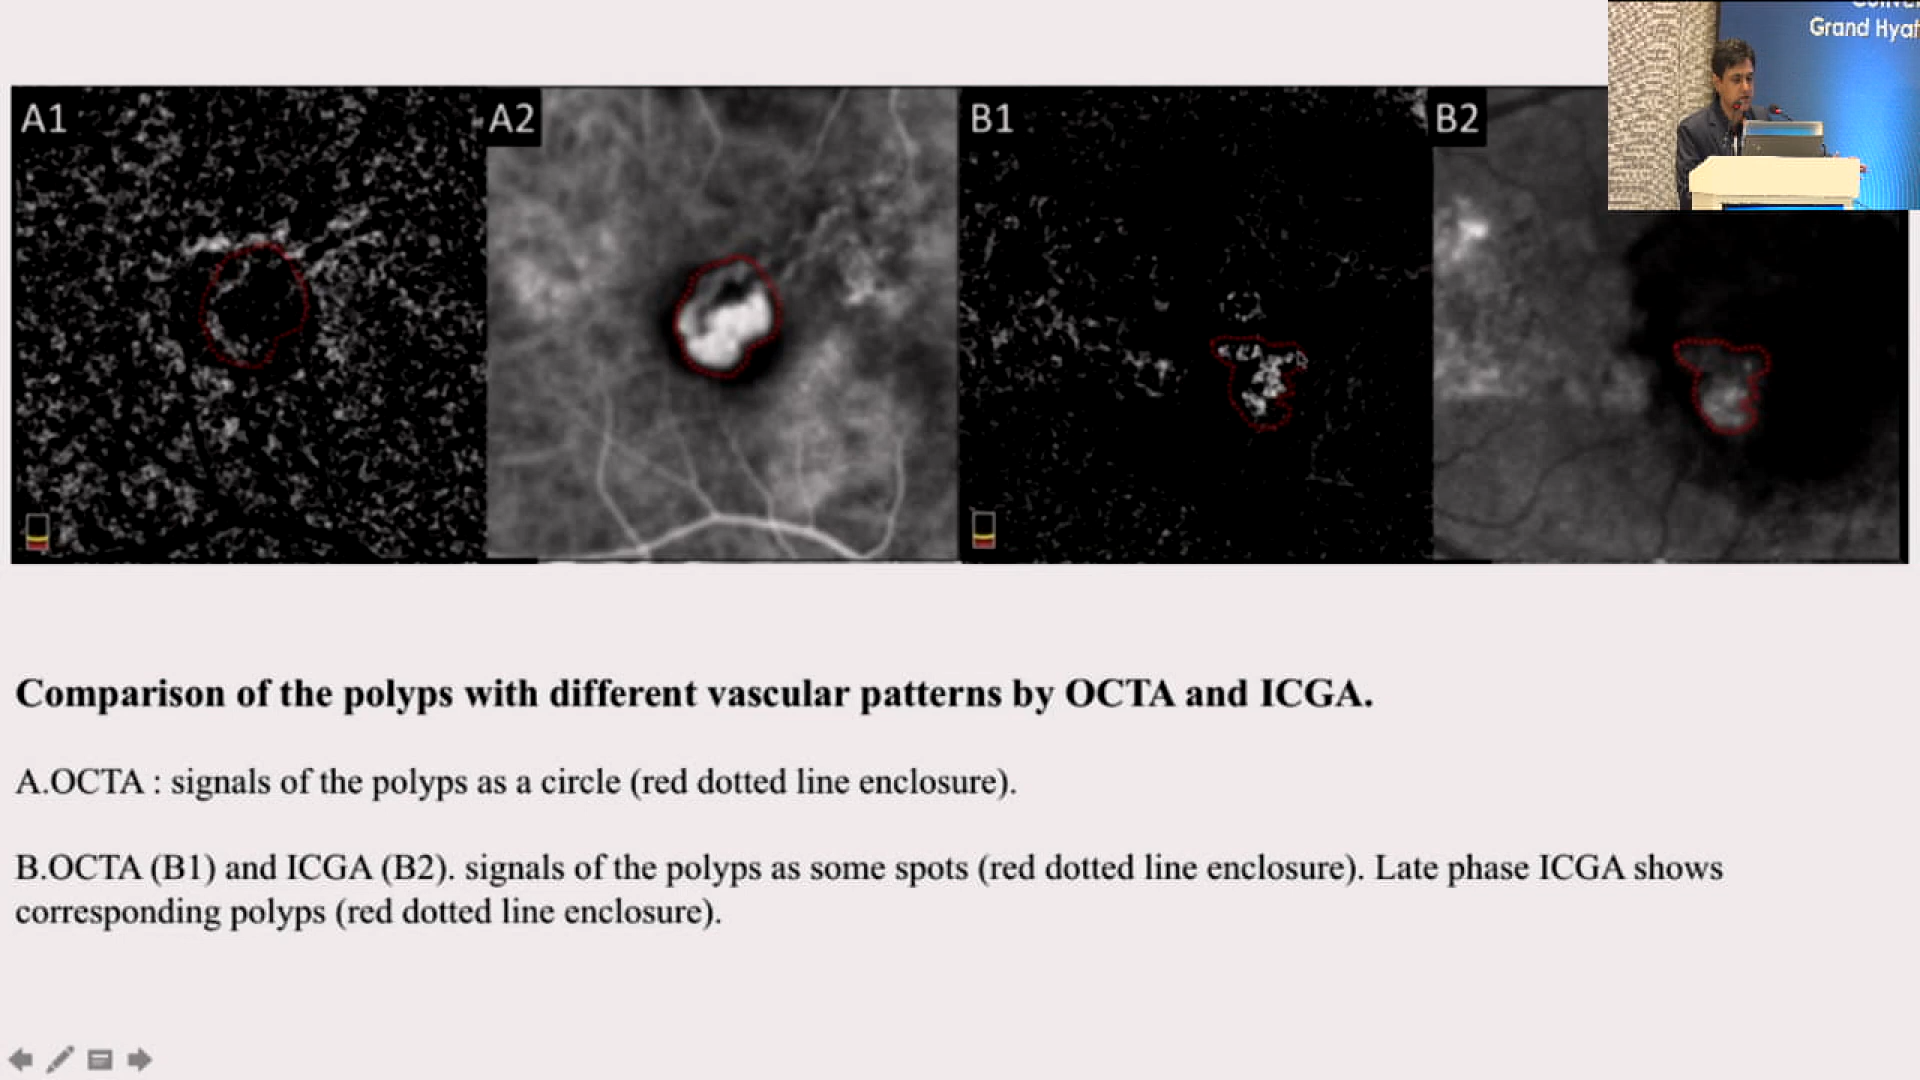 Grand Hyat
A1
A2
B1
B2
Comparison of the polyps with different vascular patterns by OCTA and ICGA.
A.OCTA : signals of the polyps as a circle (red dotted line enclosure).
B.OCTA (B1) and ICGA (B2). signals of the polyps as some spots (red dotted line enclosure). Late phase ICGA shows
corresponding polyps (red dotted line enclosure).